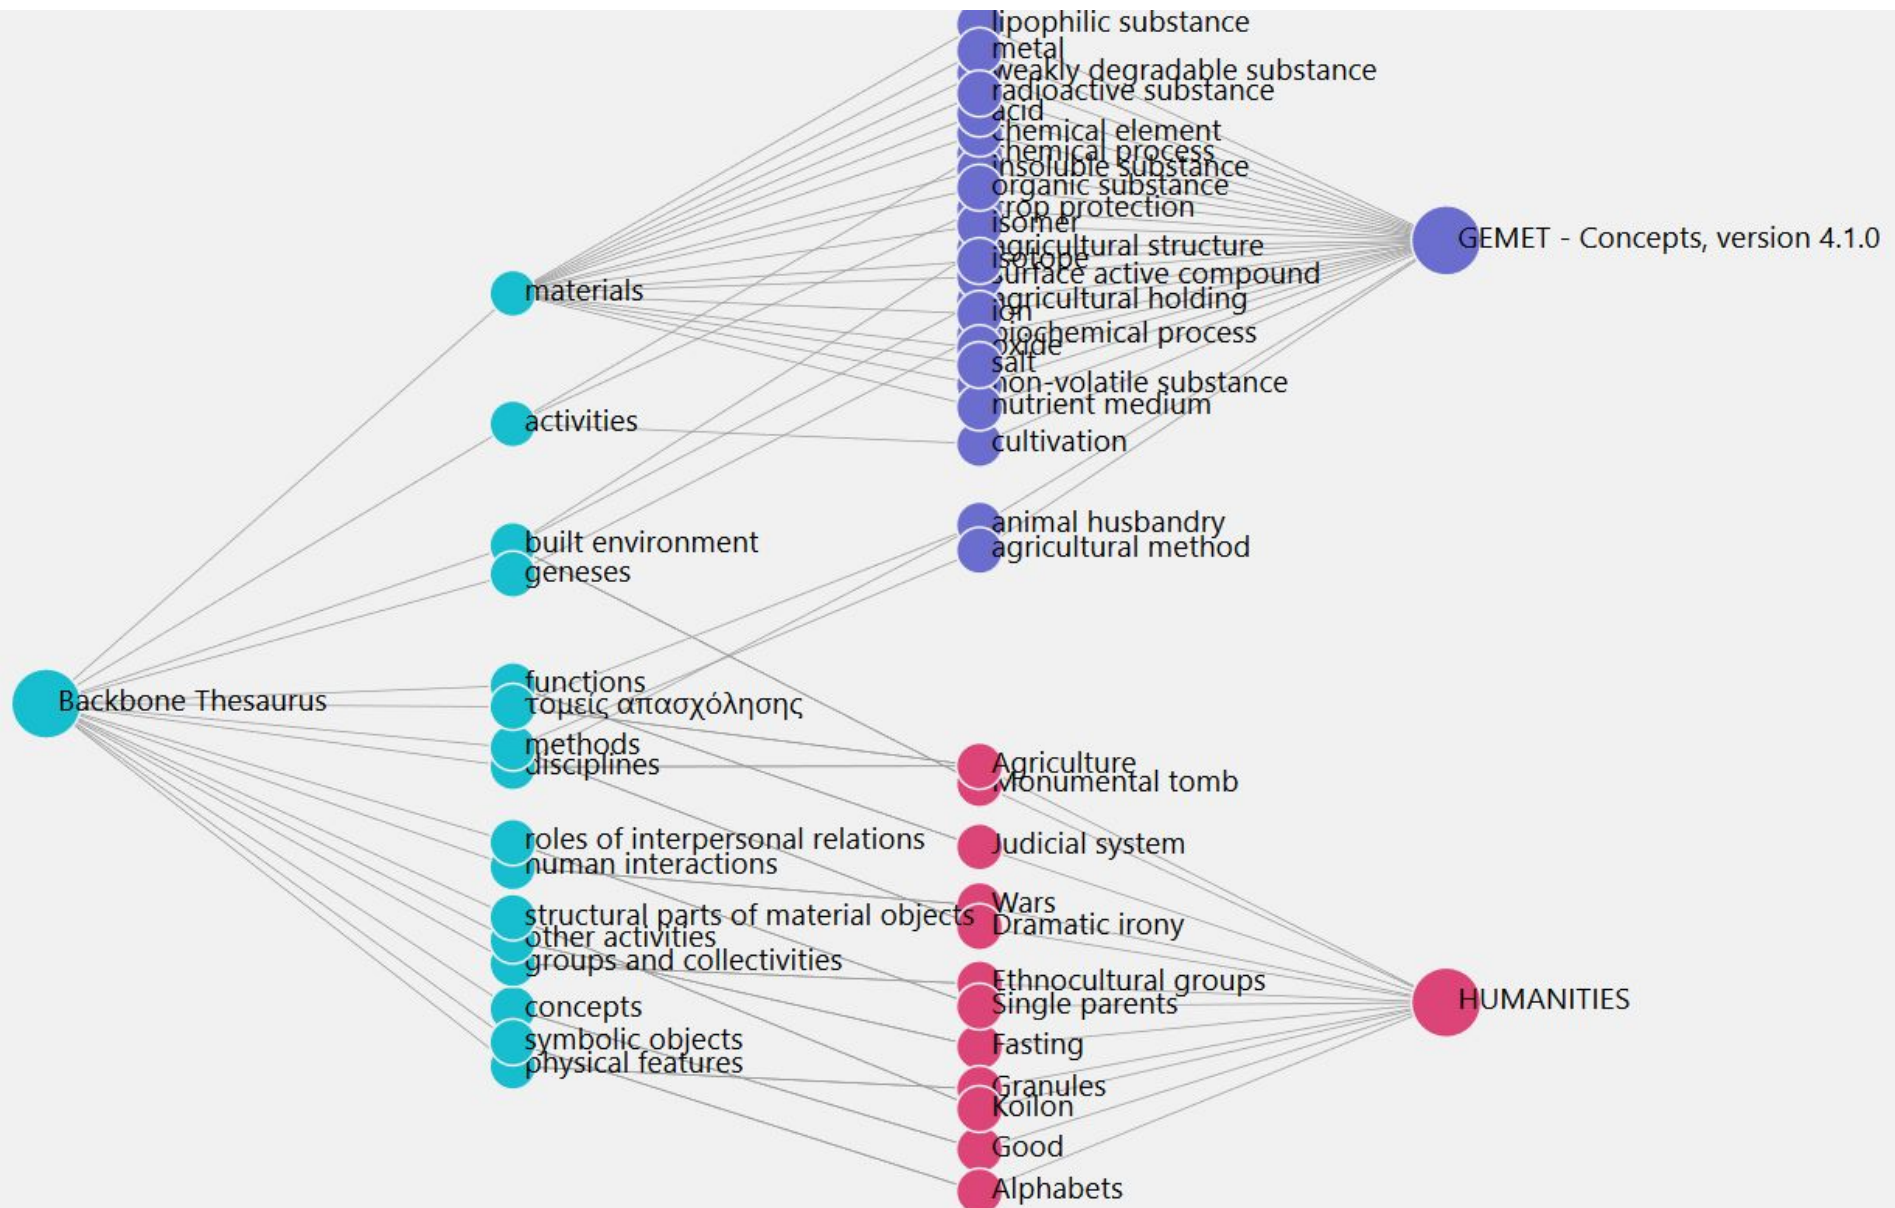 lipophilic substance
metal
weakly degradable substance
radioactive substance
acid
chemical element
chemical process
insoluble substance
organic substance
crop protection
isomer
agricultural structure
isotope
surface active compound
agricultural holding
ion
biochemical process
oxide
salt
non-volatile substance
nutrient medium
cultivation
animal husbandry
agricultural method
GEMET - Concepts, version 4.1.0
materials
activities
built environment
geneses
functions
τομείς απασχόλησης
methods
disciplines
roles of interpersonal relations
human interactions
structural parts of material objects
other activities
groups and collectivities
concepts
symbolic objects
physical features
Backbone Thesaurus
Agriculture
Monumental tomb
Judicial system
Wars
Dramatic irony
Ethnocultural groups
Single parents
Fasting
Granules
Koilon
Good
Alphabets
HUMANITIES